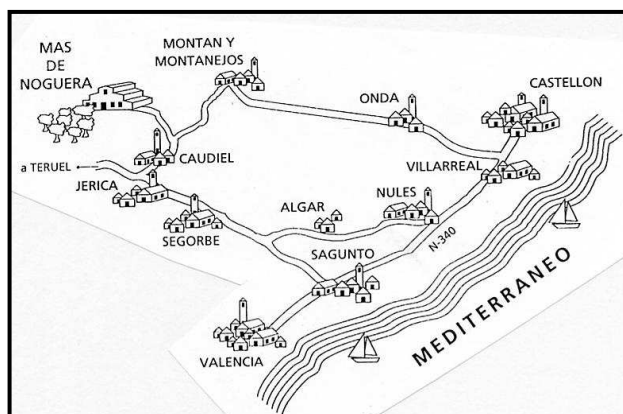 MAS
DE
NOGUERA
MONTAN Y
MONTANEJOS
ONDA
CASTELLON
CAUDIEL
VILLARREAL
a TERUEL
JERICA
ALGAR
NULES
SEGORBE
SAGUNTO
N-340
MEDITERRANEO
VALENCIA